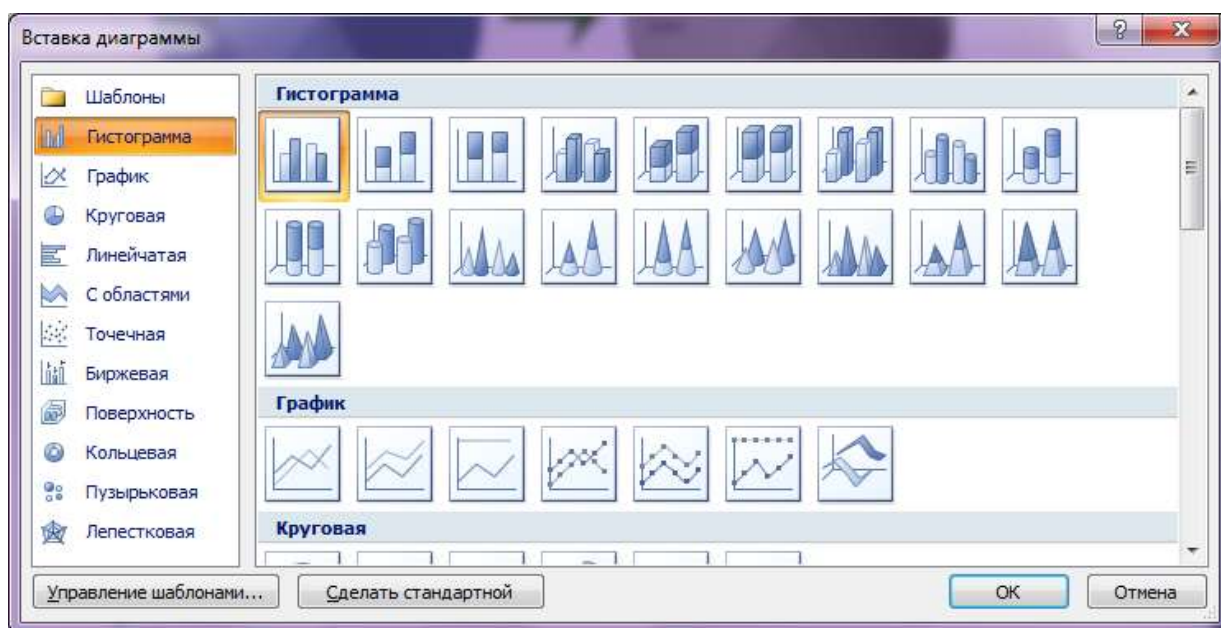 Вставка диаграммы
Шаблоны
Гистограмма
График
Круговая
Линейчатая
С областями
Точечная
Биржевая
Поверхность
Кольцевая
Пузырьковая
Лепестковая
Гистограмма
График
Круговая
Управление шаблонами...
Сделать стандартной
ОК
Отмена